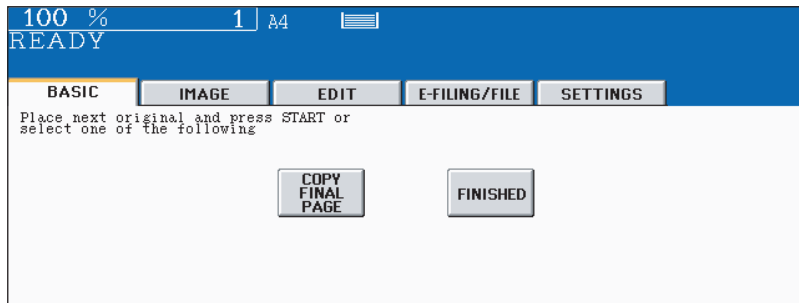 100 % 1 A4
READY
BASIC IMAGE EDIT E-FILING/FILE SETTINGS
Place next original and press START or
select one of the following
COPY
FINAL
PAGE
FINISHED